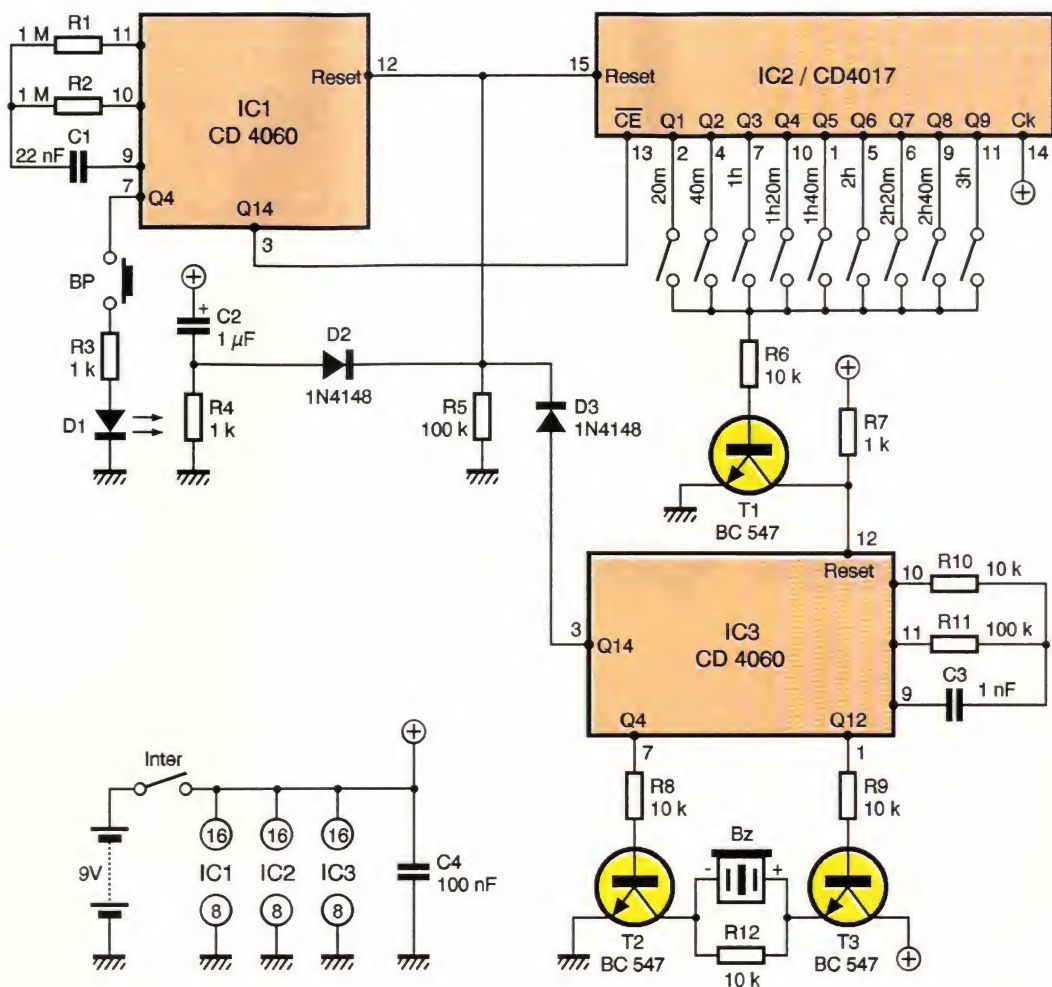 1 M R1 11
1 M R2 10
C1
22 nF 9
7
Q4
IC1
CD 4060
Reset 12
Q14
3
15 Reset
IC2 / CD4017
CE Q1 Q2 Q3 Q4 Q5 Q6 Q7 Q8 Q9 Ck
13 2 4 7 10 1 5 6 9 11 14
20m 40m 1h 1h20m 1h40m 2h 2h20m 2h40m 3h
+
BP
R3
1 k
D1
+
+
C2
1 µF
R4
1 k
D2
1N4148
R5
100 k
D3
1N4148
R6
10 k
+
R7
1 k
T1
BC 547
12
Reset
IC3
CD 4060
3 Q14
10 R10 10 k
11 R11 100 k
C3
9 1 nF
Q4 Q12
7 1
R8
10 k
R9
10 k
Bz
- +
R12
10 k
T2
BC 547
T3
BC 547
+
Inter
+
9V
16 16 16
IC1 IC2 IC3
8 8 8
C4
100 nF